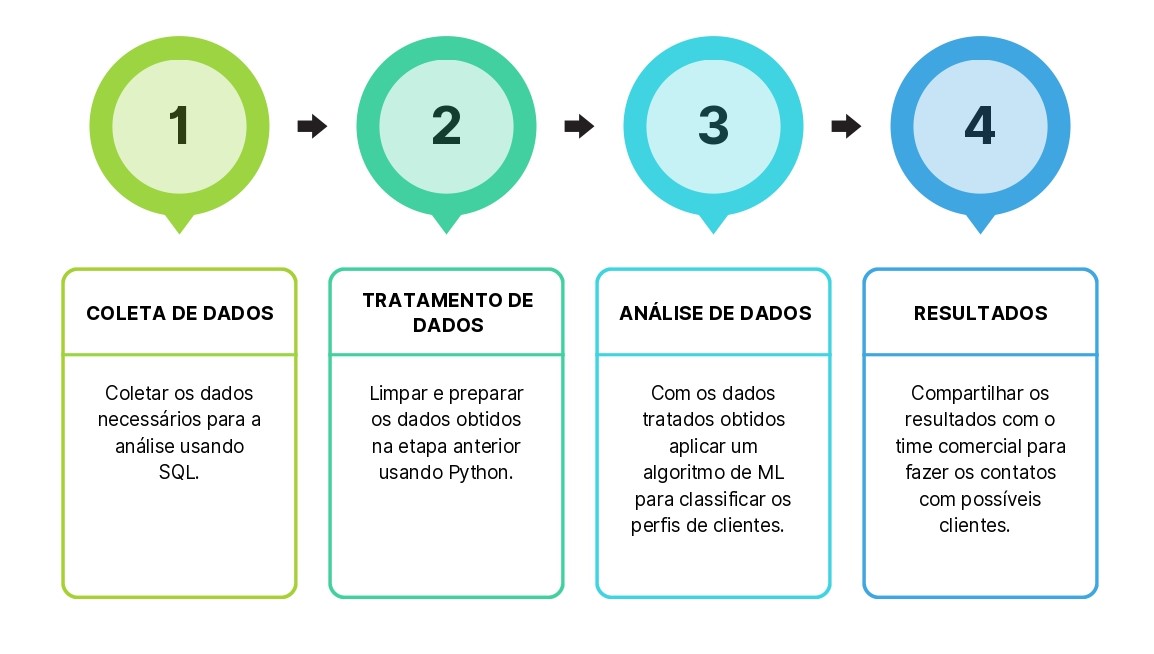 1
2
3
4
COLETA DE DADOS
Coletar os dados
necessários para a
análise usando
SQL.
TRATAMENTO DE
DADOS
Limpar e preparar
os dados obtidos
na etapa anterior
usando Python.
ANÁLISE DE DADOS
Com os dados
tratados obtidos
aplicar um
algoritmo de ML
para classificar os
perfis de clientes.
RESULTADOS
Compartilhar os
resultados com o
time comercial para
fazer os contatos
com possíveis
clientes.